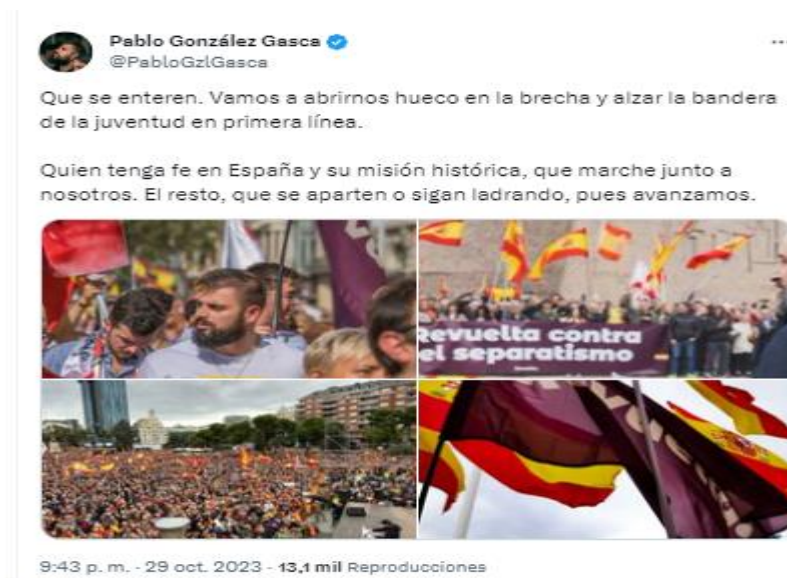 Pablo González Gasca
@PabloGzlGasca
Que se enteren. Vamos a abrirnos hueco en la brecha y alzar la bandera
de la juventud en primera línea.
Quien tenga fe en España y su misión histórica, que marche junto a
nosotros. El resto, que se aparten o sigan ladrando, pues avanzamos.
Revuelta contra
el separatismo
9:43 p. m. · 29 oct. 2023 · 13,1 mil Reproducciones